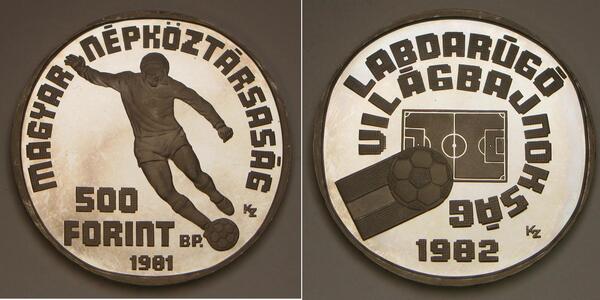 MAGYAR NÉPKÖZTÁRSASÁG
500
FORINT BP.
1981
KZ
LABDARÚGÓ
VILÁGBAJNOKSÁG
KZ
1982